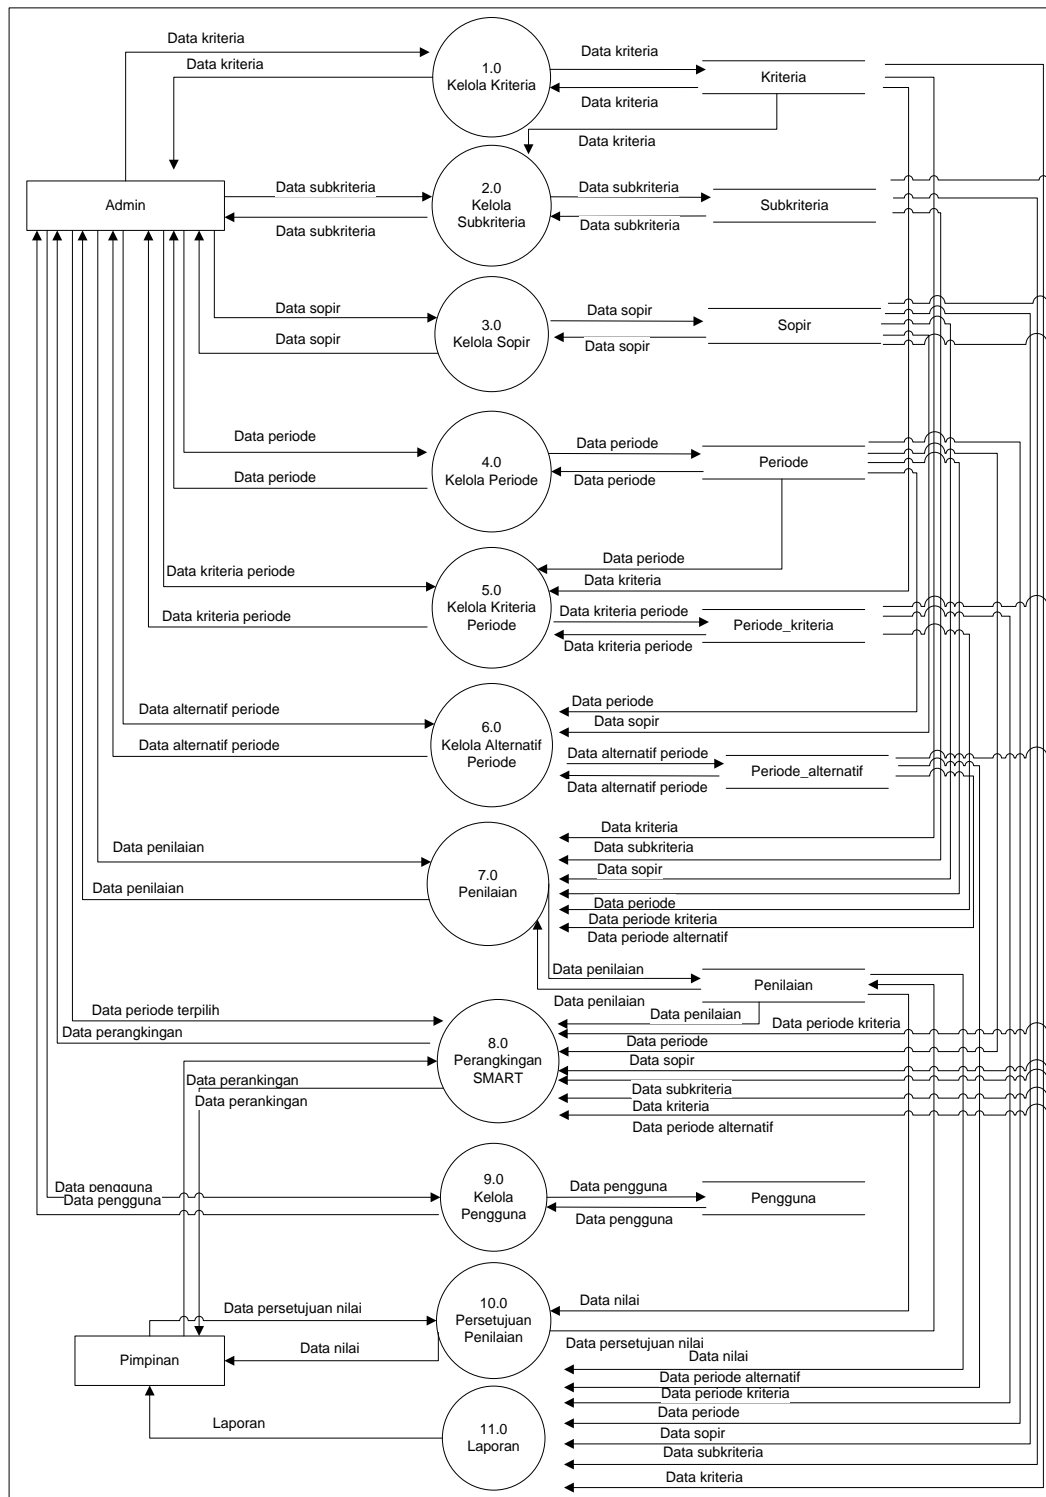 Data kriteria
Data kriteria
1.0
Kelola Kriteria
Data kriteria
Data kriteria
Kriteria
Data kriteria
Admin
Data subkriteria
Data subkriteria
2.0
Kelola
Subkriteria
Data subkriteria
Data subkriteria
Subkriteria
Data sopir
Data sopir
3.0
Kelola Sopir
Data sopir
Data sopir
Sopir
Data periode
Data periode
4.0
Kelola Periode
Data periode
Data periode
Periode
Data periode
Data kriteria
Data kriteria periode
Data kriteria periode
5.0
Kelola Kriteria
Periode
Data kriteria periode
Data kriteria periode
Periode_kriteria
Data periode
Data sopir
Data alternatif periode
Data alternatif periode
6.0
Kelola Alternatif
Periode
Data alternatif periode
Data alternatif periode
Periode_alternatif
Data penilaian
Data penilaian
7.0
Penilaian
Data kriteria
Data subkriteria
Data sopir
Data periode
Data periode kriteria
Data periode alternatif
Data penilaian
Data penilaian
Penilaian
Data penilaian
Data periode terpilih
Data perangkingan
8.0
Perangkingan
SMART
Data periode kriteria
Data periode
Data sopir
Data subkriteria
Data kriteria
Data periode alternatif
Data perankingan
Data perankingan
Data pengguna
Data pengguna
9.0
Kelola
Pengguna
Data pengguna
Data pengguna
Pengguna
Data persetujuan nilai
Data nilai
10.0
Persetujuan
Penilaian
Data nilai
Data persetujuan nilai
Pimpinan
Laporan
11.0
Laporan
Data nilai
Data periode alternatif
Data periode kriteria
Data periode
Data sopir
Data subkriteria
Data kriteria